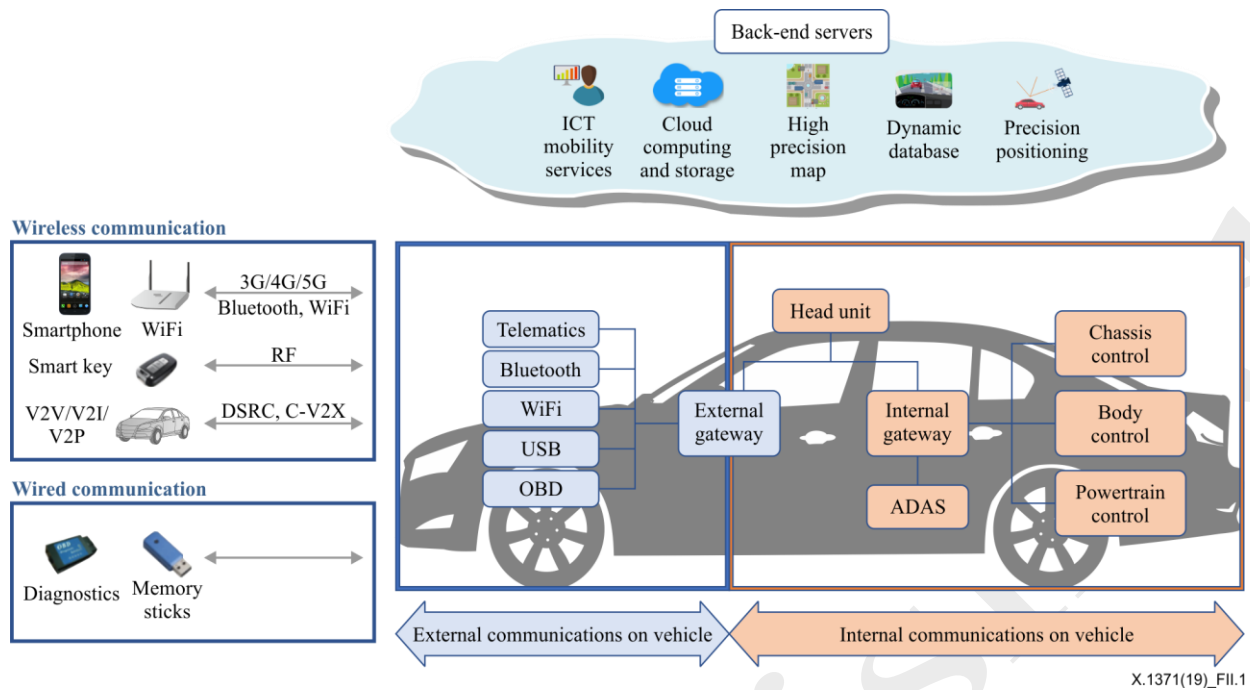 Back-end servers
ICT
mobility
services
Cloud
computing
and storage
High
precision
map
Dynamic
database
Precision
positioning
Wireless communication
Smartphone
WiFi
3G/4G/5G
Bluetooth, WiFi
Smart key
RF
V2V/V2I/
V2P
DSRC, C-V2X
Wired communication
Diagnostics
Memory
sticks
Telematics
Bluetooth
WiFi
USB
OBD
External
gateway
Head unit
Internal
gateway
ADAS
Chassis
control
Body
control
Powertrain
control
External communications on vehicle
Internal communications on vehicle
X.1371(19)_FII.1